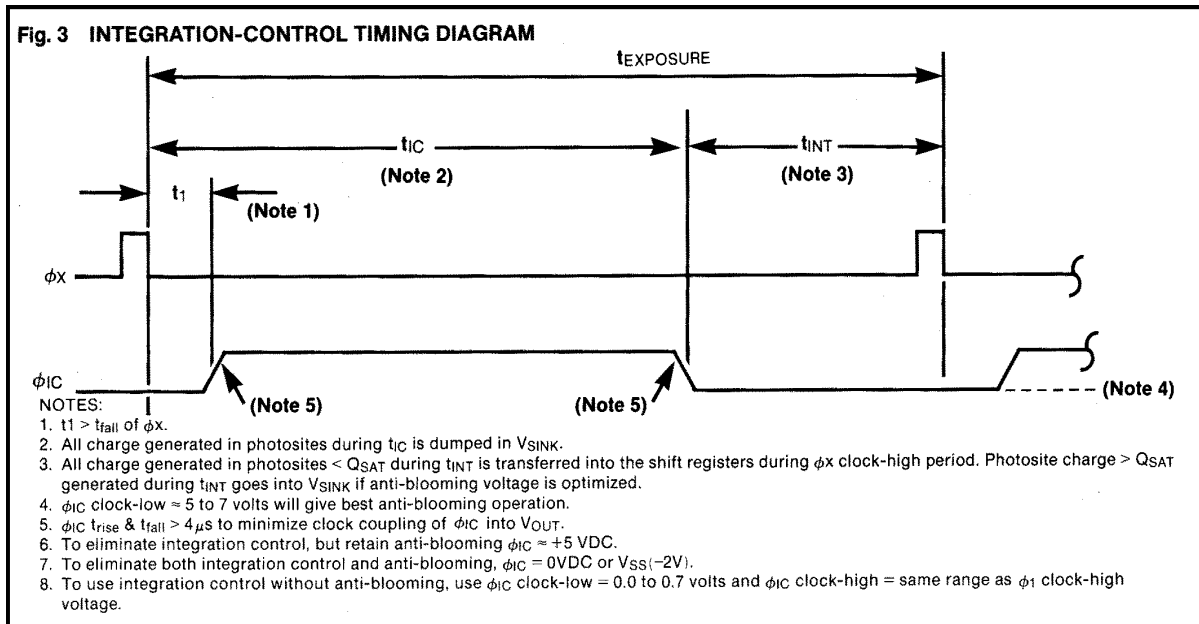 Fig. 3 INTEGRATION-CONTROL TIMING DIAGRAM
tEXPOSURE
tIC
(Note 2)
tINT
(Note 3)
t1
(Note 1)
ϕX
ϕIC
(Note 5)
(Note 5)
(Note 4)
NOTES:
1. t1 > tfall of ϕX.
2. All charge generated in photosites during tIC is dumped in VSINK.
3. All charge generated in photosites < QSAT during tINT is transferred into the shift registers during ϕX clock-high period. Photosite charge > QSAT
generated during tINT goes into VSINK if anti-blooming voltage is optimized.
4. ϕIC clock-low ≈ 5 to 7 volts will give best anti-blooming operation.
5. ϕIC trise & tfall > 4μs to minimize clock coupling of ϕIC into VOUT.
6. To eliminate integration control, but retain anti-blooming ϕIC ≈ +5 VDC.
7. To eliminate both integration control and anti-blooming, ϕIC = 0VDC or VSS(−2V).
8. To use integration control without anti-blooming, use ϕIC clock-low = 0.0 to 0.7 volts and ϕIC clock-high = same range as ϕ1 clock-high
voltage.